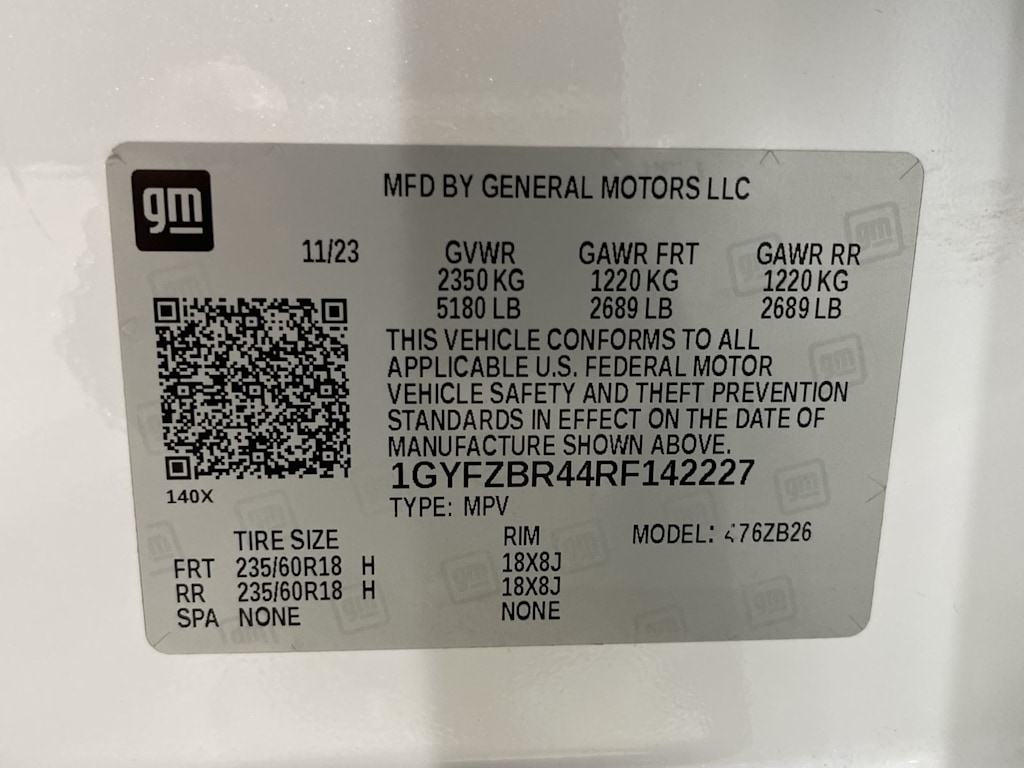 gm
MFD BY GENERAL MOTORS LLC
11/23 GVWR GAWR FRT GAWR RR
2350 KG 1220 KG 1220 KG
5180 LB 2689 LB 2689 LB
THIS VEHICLE CONFORMS TO ALL
APPLICABLE U.S. FEDERAL MOTOR
VEHICLE SAFETY AND THEFT PREVENTION
STANDARDS IN EFFECT ON THE DATE OF
MANUFACTURE SHOWN ABOVE.
1GYFZBR44RF142227
140X
TYPE: MPV
TIRE SIZE RIM MODEL:
FRT 235/60R18 H 18X8J
RR 235/60R18 H 18X8J
SPA NONE NONE